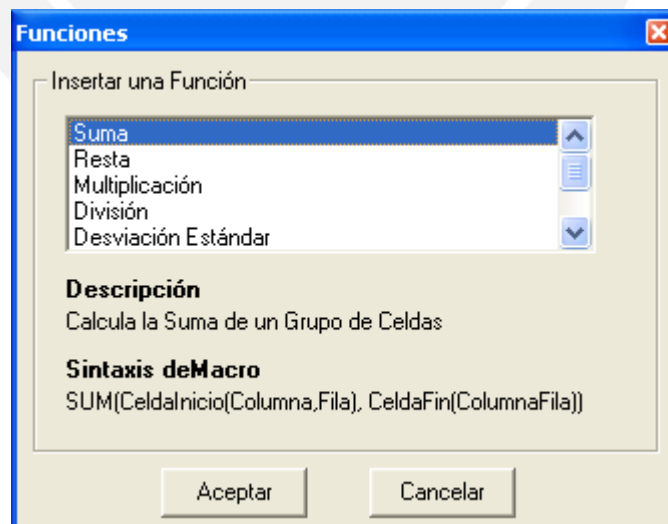 Funciones
Insertar una Función
Suma
Resta
Multiplicación
División
Desviación Estándar
Descripción
Calcula la Suma de un Grupo de Celdas
Sintaxis deMacro
SUM(CeldaInicio(Columna,Fila), CeldaFin(ColumnaFila))
Aceptar
Cancelar